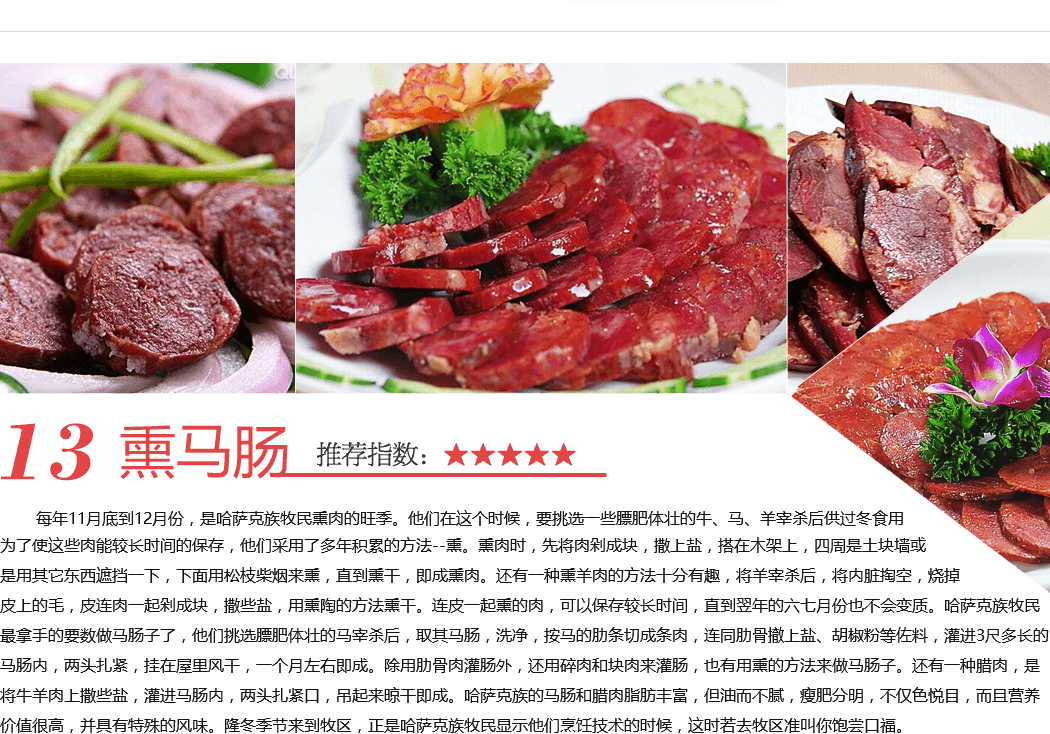 13 熏马肠 推荐指数：★★★★★
每年11月底到12月份，是哈萨克族牧民熏肉的旺季。他们在这个时候，要挑选一些膘肥体壮的牛、马、羊宰杀后供过冬食用
为了使这些肉能较长时间的保存，他们采用了多年积累的方法--熏。熏肉时，先将肉剁成块，撒上盐，搭在木架上，四周是土块墙或
是用其它东西遮挡一下，下面用松枝柴烟来熏，直到熏干，即成熏肉。还有一种熏羊肉的方法十分有趣，将羊宰杀后，将内脏掏空，烧掉
皮上的毛，皮连肉一起剁成块，撒些盐，用熏陶的方法熏干。连皮一起熏的肉，可以保存较长时间，直到翌年的六七月份也不会变质。哈萨克族牧民
最拿手的要数做马肠子了，他们挑选膘肥体壮的马宰杀后，取其马肠，洗净，按马的肋条切成条肉，连同肋骨撤上盐、胡椒粉等佐料，灌进3尺多长的
马肠内，两头扎紧，挂在屋里风干，一个月左右即成。除用肋骨肉灌肠外，还用碎肉和块肉来灌肠，也有用熏的方法来做马肠子。还有一种腊肉，是
将牛羊肉上撒些盐，灌进马肠内，两头扎紧口，吊起来晾干即成。哈萨克族的马肠和腊肉脂肪丰富，但油而不腻，瘦肥分明，不仅色悦目，而且营养
价值很高，并具有特殊的风味。隆冬季节来到牧区，正是哈萨克族牧民显示他们烹饪技术的时候，这时若去牧区准叫你饱尝口福。